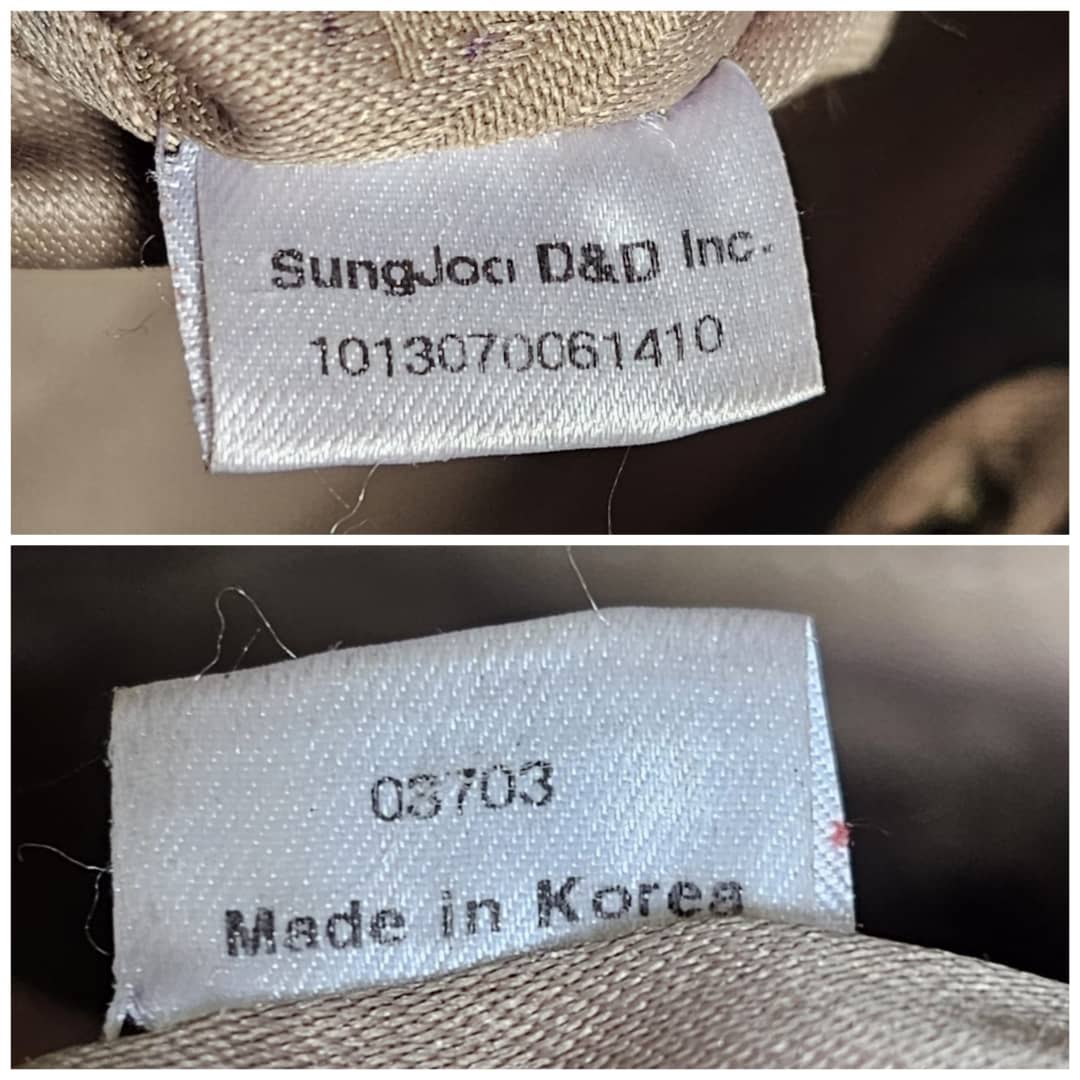 SungJoo D&D Inc.
1013070061410
03703
Made in Korea